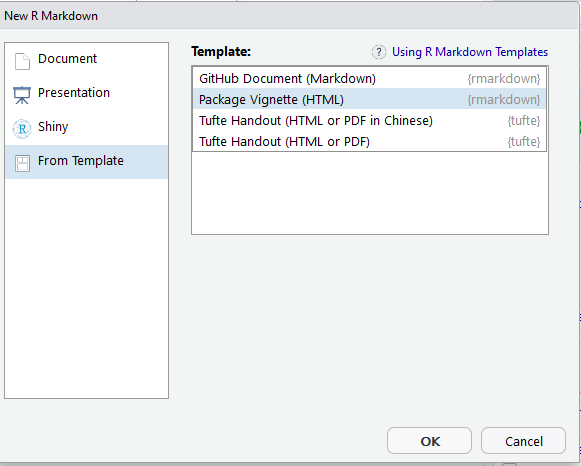 New R Markdown
Document
Presentation
Shiny
From Template
Template:
? Using R Markdown Templates
GitHub Document (Markdown) {rmarkdown}
Package Vignette (HTML) {rmarkdown}
Tufte Handout (HTML or PDF in Chinese) {tufte}
Tufte Handout (HTML or PDF) {tufte}
OK Cancel